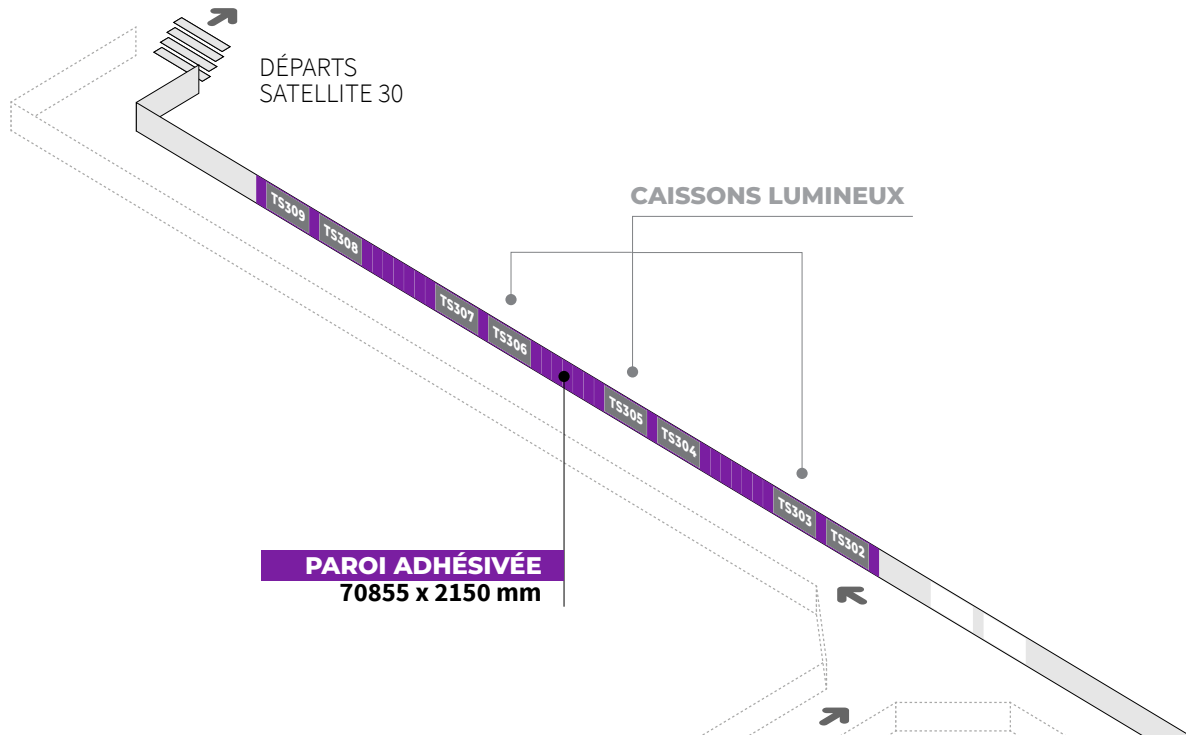 DÉPARTS
SATELLITE 30
CAISSONS LUMINEUX
TS309
TS308
TS307
TS306
TS305
TS304
TS303
TS302
PAROI ADHÉSIVÉE
70855 x 2150 mm